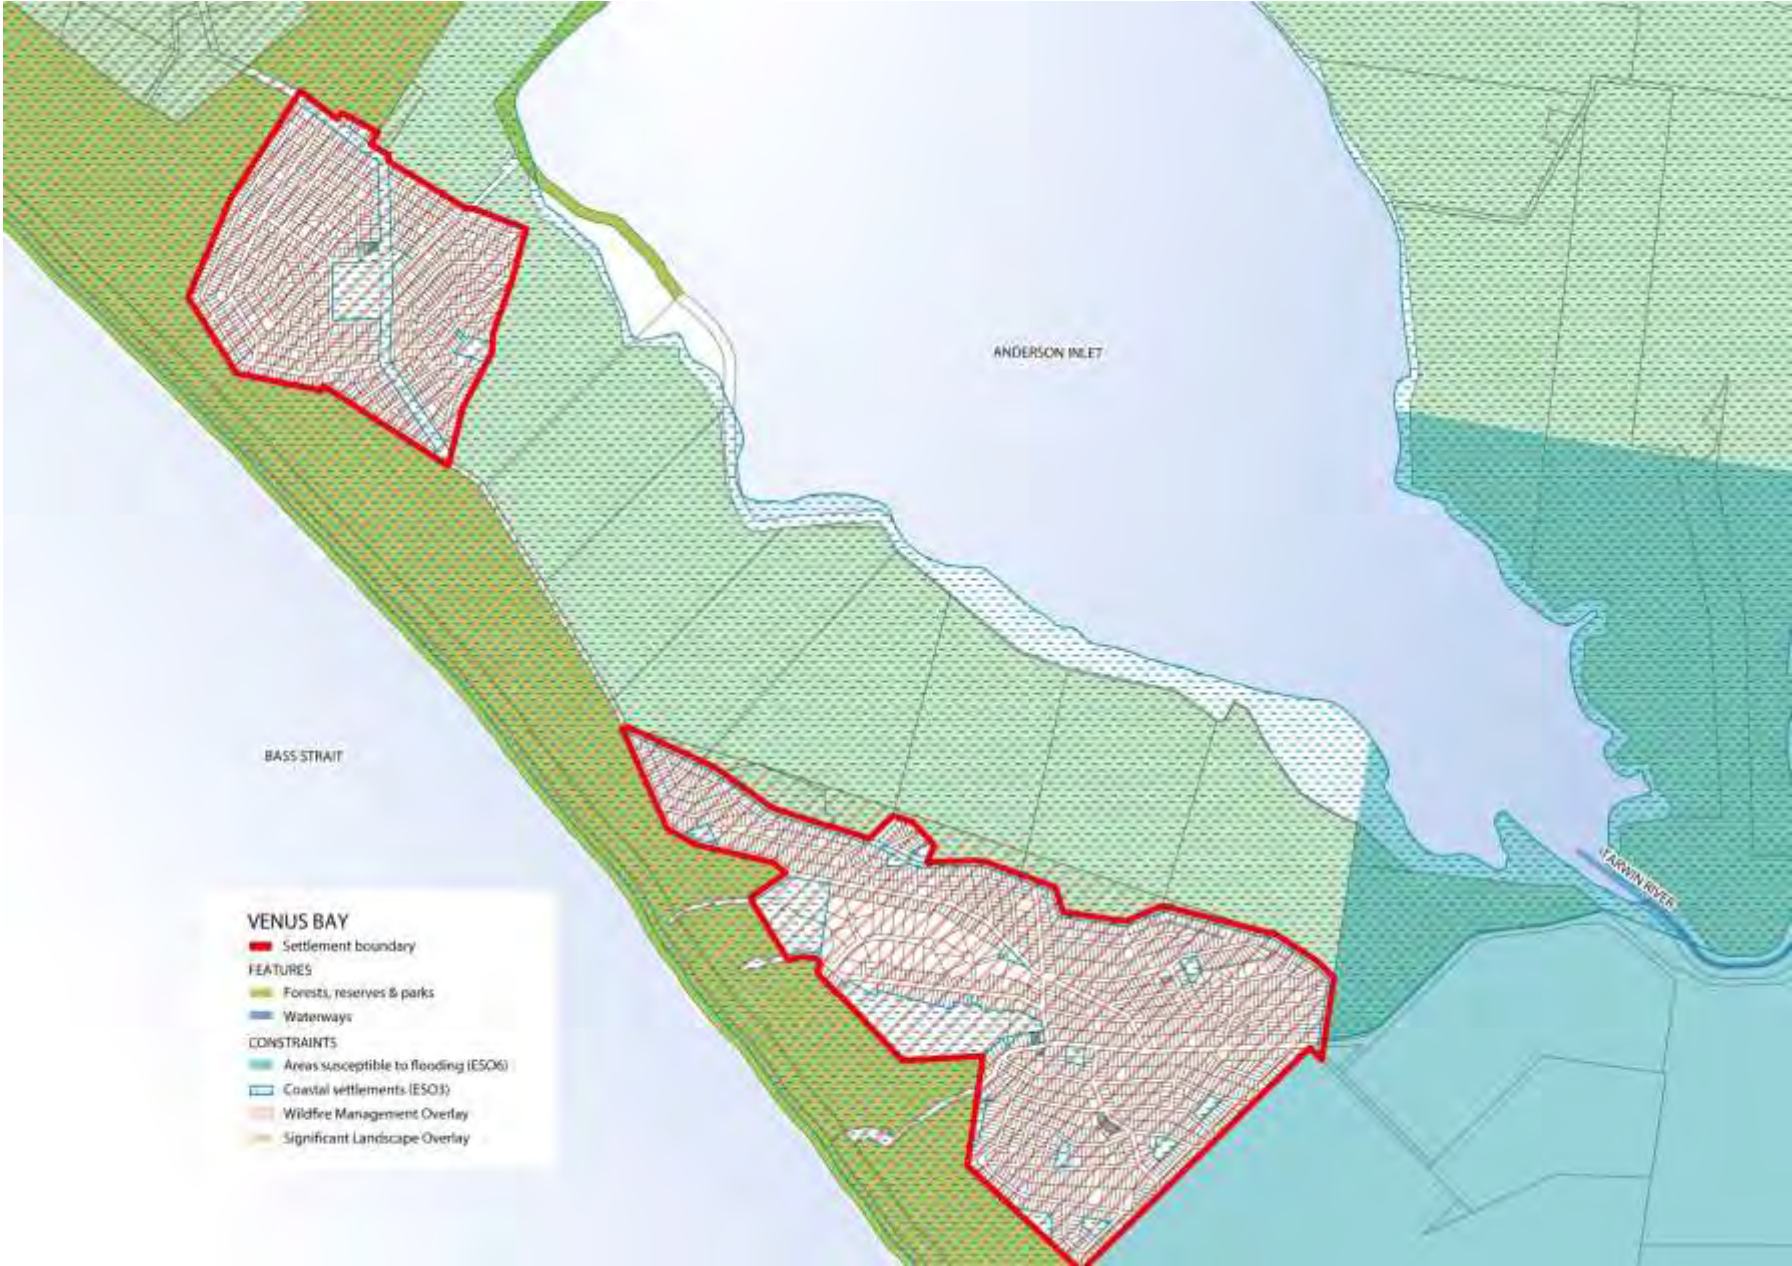 ANDERSON INLET
BASS STRAIT
TARWIN RIVER
VENUS BAY
Settlement boundary
FEATURES
Forests, reserves & parks
Waterways
CONSTRAINTS
Areas susceptible to flooding (ESO6)
Coastal settlements (ESO3)
Wildfire Management Overlay
Significant Landscape Overlay